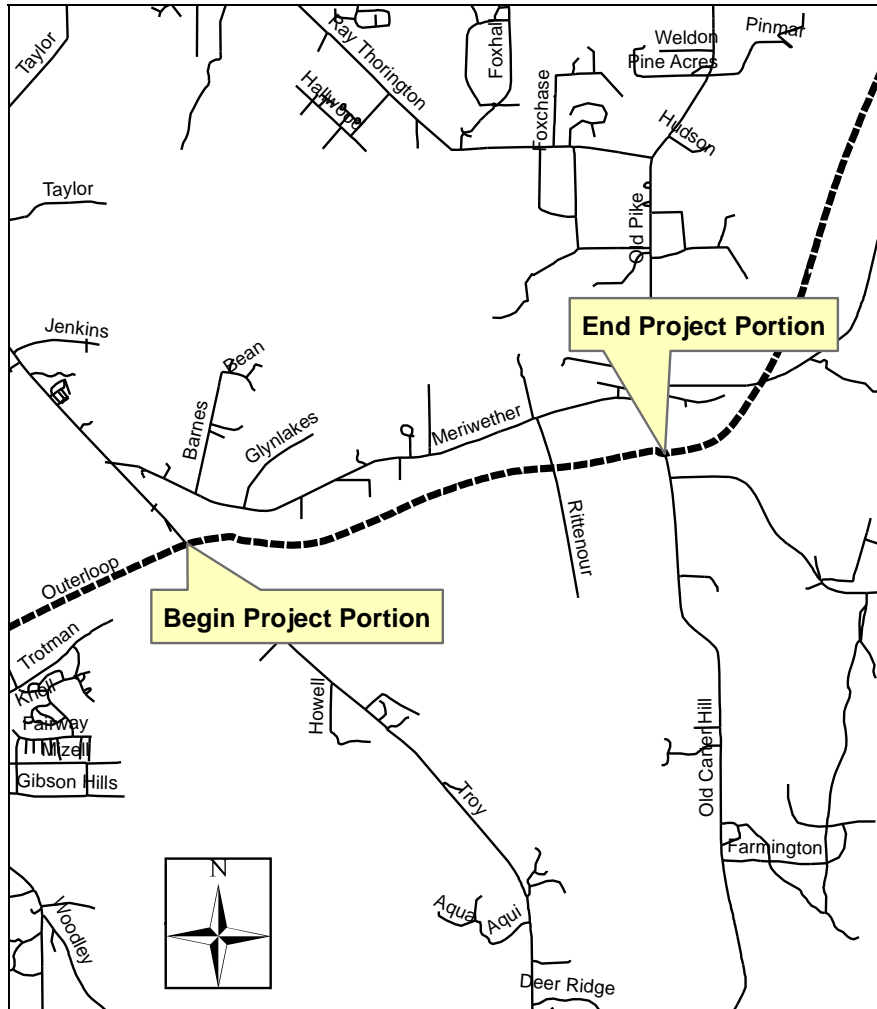 Taylor
Ray Thorington
Hallwood
Foxhall
Weldon
Pinmar
Pine Acres
Foxchase
Hudson
Taylor
Old Pike
Jenkins
End Project Portion
Bean
Barnes
Glynlakes
Meriwether
Rittenour
Outerloop
Begin Project Portion
Trotman
Knoll
Fairway
Mizell
Gibson Hills
Howell
Old Carter Hill
Troy
Farmington
N
Woodley
Aqua
Aqui
Deer Ridge